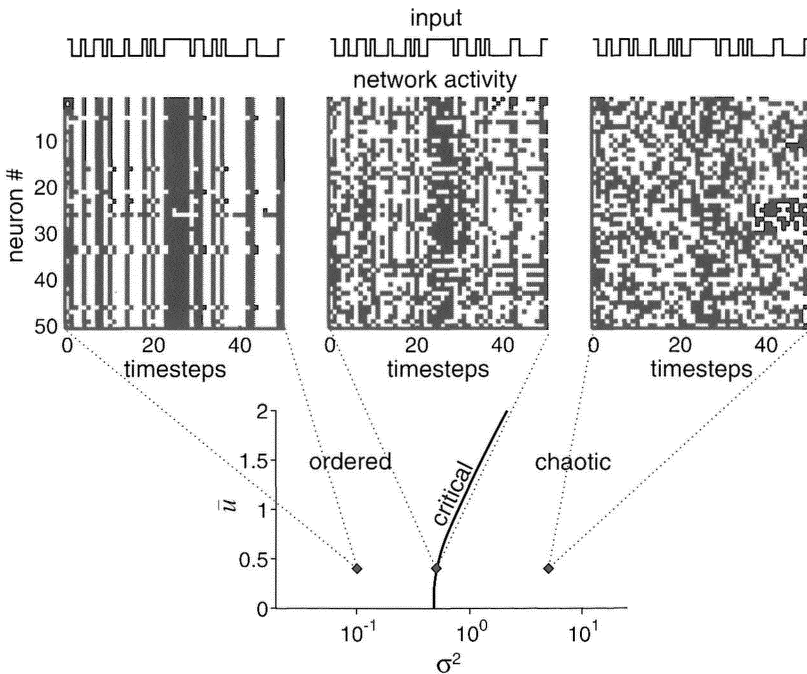 input
network activity
neuron #
10
20
30
40
50
0 20 40
timesteps
0 20 40
timesteps
0 20 40
timesteps
ū
2
1.5
1
0.5
0
ordered
critical
chaotic
10⁻¹ 10⁰ 10¹
σ²